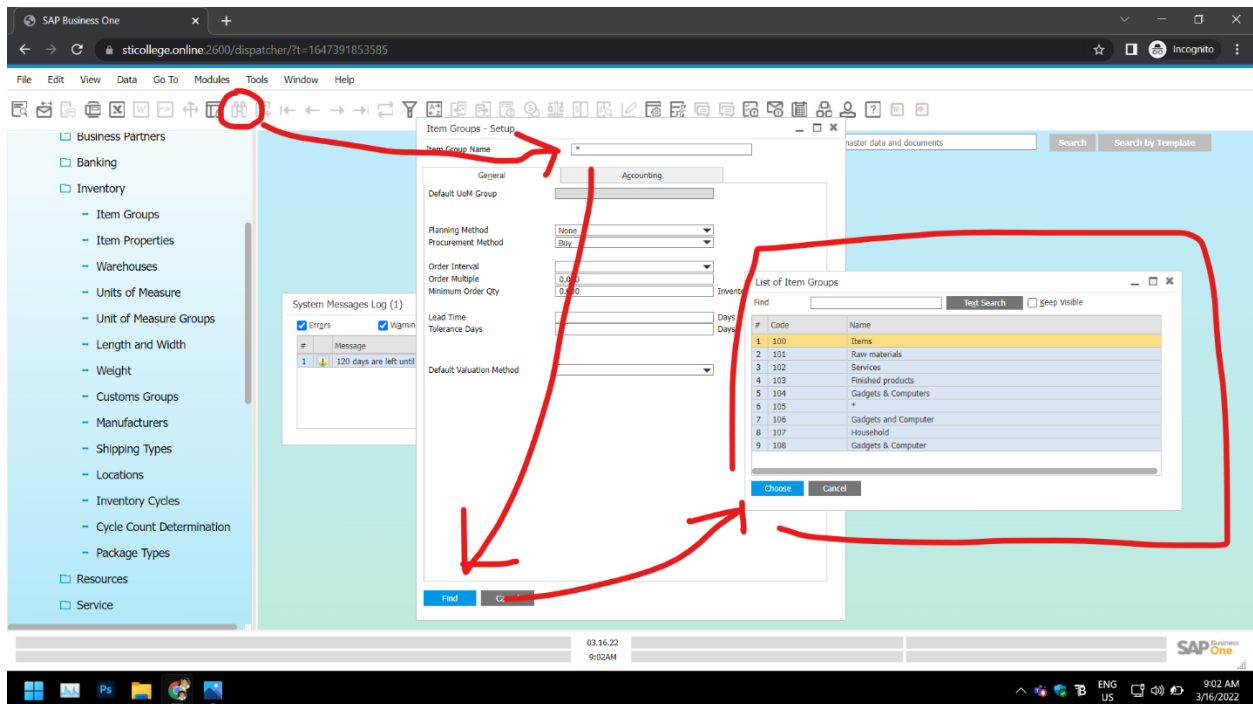 SAP Business One
sticollege.online:2600/dispatcher/?t=1647391853585
Incognito
File Edit View Data Go To Modules Tools Window Help
Business Partners
Banking
Inventory
Item Groups
Item Properties
Warehouses
Units of Measure
Unit of Measure Groups
Length and Width
Weight
Customs Groups
Manufacturers
Shipping Types
Locations
Inventory Cycles
Cycle Count Determination
Package Types
Resources
Service
System Messages Log (1)
Errors
# Message
1 120 days are left until
Item Groups - Setup
Item Group Name *
General Accounting
Default UoM Group
Planning Method None
Procurement Method Buy
Order Interval
Order Multiple
Minimum Order Qty
Lead Time Days
Tolerance Days Days
Default Valuation Method
Find
master data and documents Search Search by Template
List of Item Groups
Find Text Search Keep Visible
# Code Name
1 100 Items
2 101 Raw materials
3 102 Services
4 103 Finished products
5 104 Gadgets & Computers
6 105 *
7 106 Gadgets and Computer
8 107 Household
9 108 Gadgets & Computer
Choose Cancel
03.16.22
9:02AM
SAP Business One
Ps
ENG
US
9:02 AM
3/16/2022